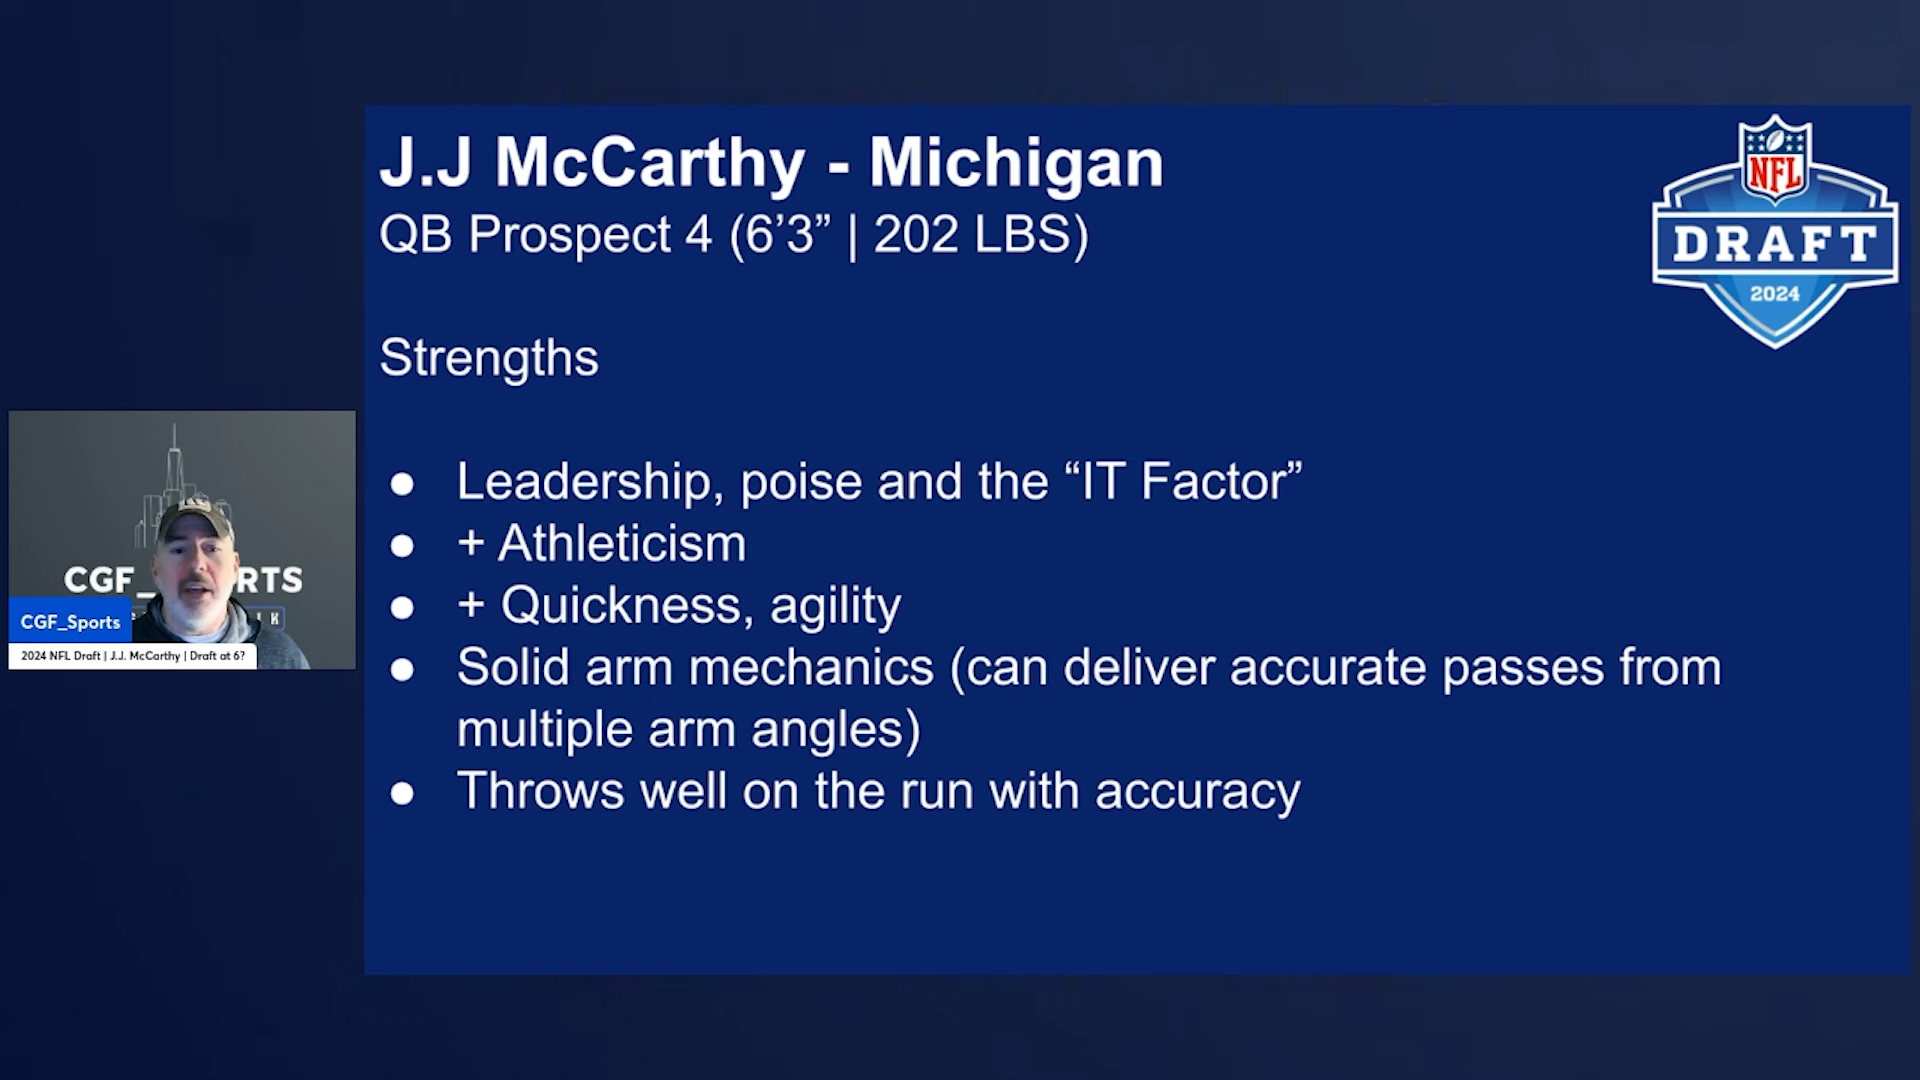 J.J McCarthy - Michigan
QB Prospect 4 (6’3” | 202 LBS)
Strengths
● Leadership, poise and the “IT Factor”
● + Athleticism
● + Quickness, agility
● Solid arm mechanics (can deliver accurate passes from
multiple arm angles)
● Throws well on the run with accuracy
NFL
DRAFT
2024
CGF_ RTS
CGF_Sports
2024 NFL Draft | J.J. McCarthy | Draft at 6?